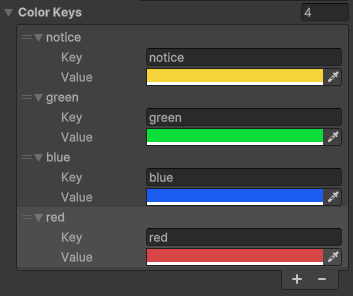 Color Keys 4
notice
Key notice
Value
green
Key green
Value
blue
Key blue
Value
red
Key red
Value
+ −